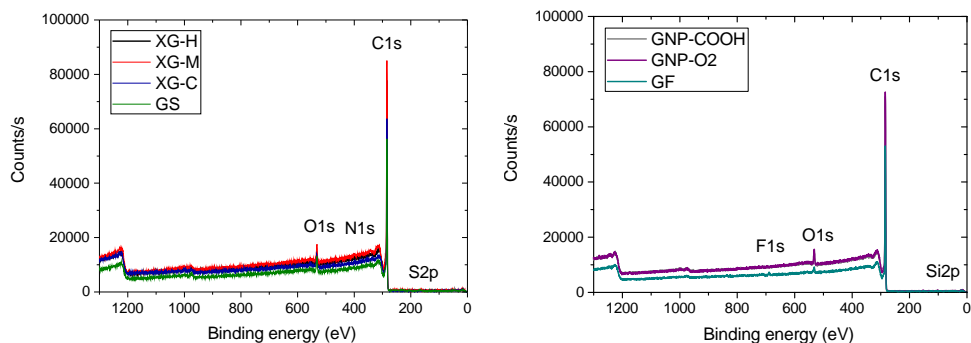 100000
80000
60000
40000
20000
0
Counts/s
XG-H
XG-M
XG-C
GS
C1s
O1s
N1s
S2p
1200 1000 800 600 400 200 0
Binding energy (eV)
100000
80000
60000
40000
20000
0
Counts/s
GNP-COOH
GNP-O2
GF
C1s
F1s
O1s
Si2p
1200 1000 800 600 400 200 0
Binding energy (eV)